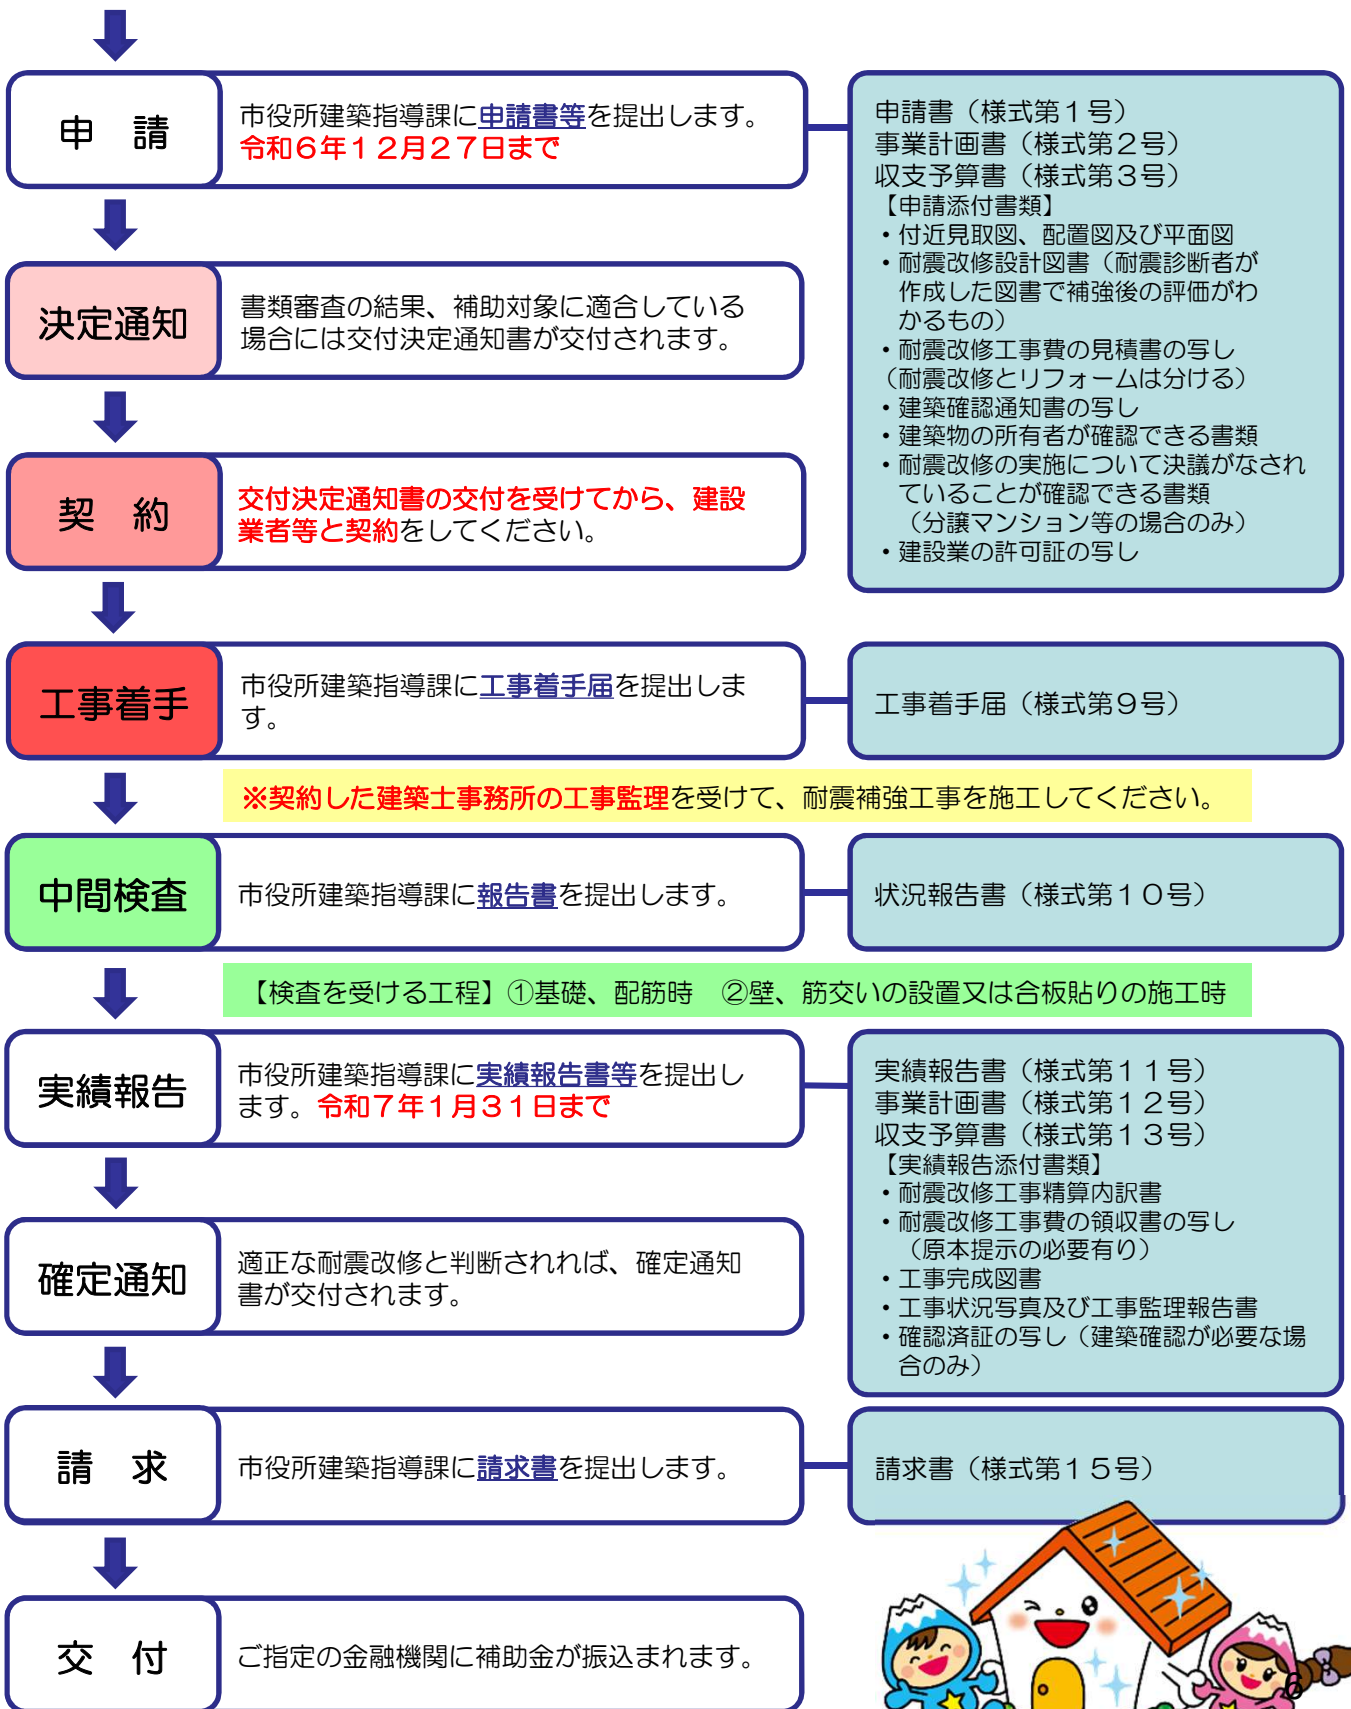 申　請
市役所建築指導課に申請書等を提出します。
令和６年１２月２７日まで
申請書（様式第１号）
事業計画書（様式第２号）
収支予算書（様式第３号）
【申請添付書類】
・付近見取図、配置図及び平面図
・耐震改修設計図書（耐震診断者が
作成した図書で補強後の評価がわ
かるもの）
・耐震改修工事費の見積書の写し
（耐震改修とリフォームは分ける）
・建築確認通知書の写し
・建築物の所有者が確認できる書類
・耐震改修の実施について決議がなされ
ていることが確認できる書類
（分譲マンション等の場合のみ）
・建設業の許可証の写し
決定通知
書類審査の結果、補助対象に適合している
場合には交付決定通知書が交付されます。
契　約
交付決定通知書の交付を受けてから、建設
業者等と契約をしてください。
工事着手
市役所建築指導課に工事着手届を提出しま
す。
工事着手届（様式第９号）
※契約した建築士事務所の工事監理を受けて、耐震補強工事を施工してください。
中間検査
市役所建築指導課に報告書を提出します。
状況報告書（様式第１０号）
【検査を受ける工程】①基礎、配筋時　②壁、筋交いの設置又は合板貼りの施工時
実績報告
市役所建築指導課に実績報告書等を提出し
ます。令和７年１月３１日まで
実績報告書（様式第１１号）
事業計画書（様式第１２号）
収支予算書（様式第１３号）
【実績報告添付書類】
・耐震改修工事精算内訳書
・耐震改修工事費の領収書の写し
（原本提示の必要有り）
・工事完成図書
・工事状況写真及び工事監理報告書
・確認済証の写し（建築確認が必要な場
合のみ）
確定通知
適正な耐震改修と判断されれば、確定通知
書が交付されます。
請　求
市役所建築指導課に請求書を提出します。
請求書（様式第１５号）
交　付
ご指定の金融機関に補助金が振込まれます。
6